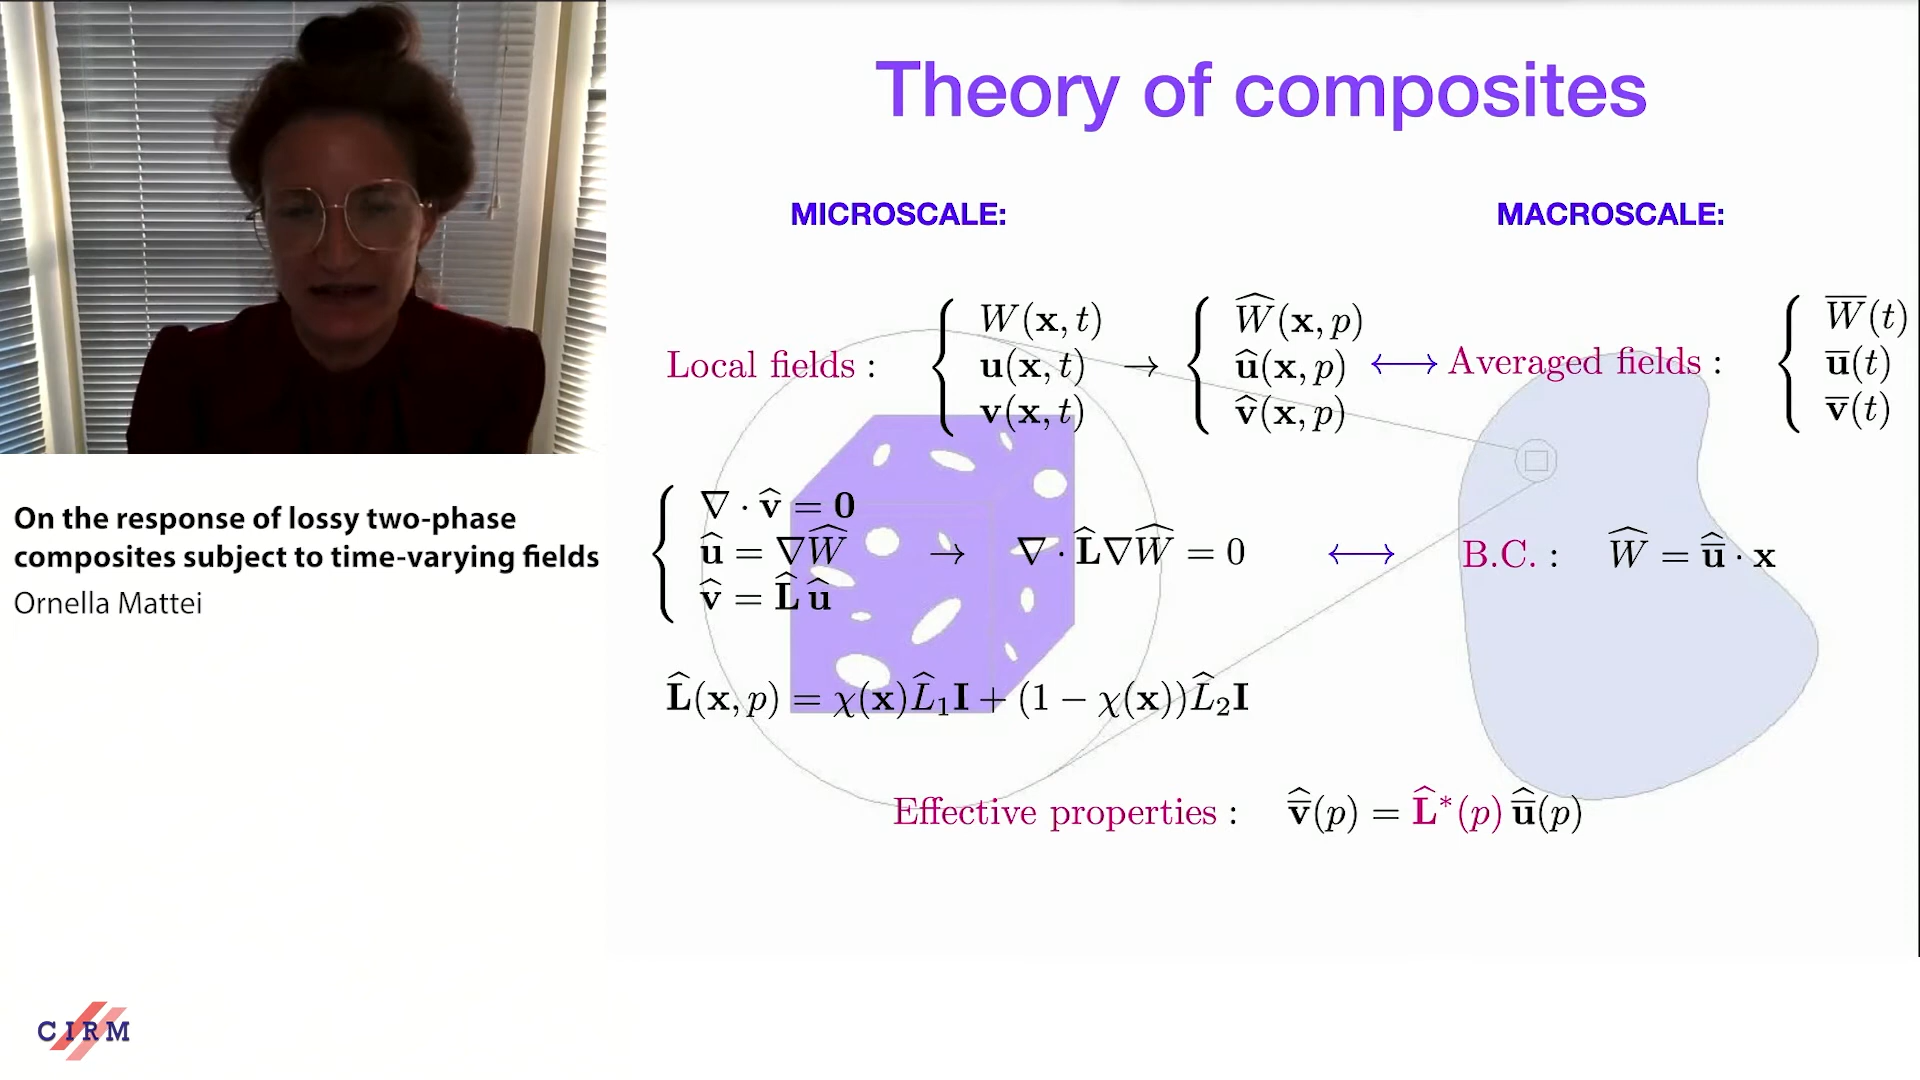 Theory of composites
MICROSCALE:
MACROSCALE:
Local fields : { W(x, t) u(x, t) v(x, t) → { Ŵ(x, p) û(x, p) v̂(x, p) ⟷ Averaged fields : { W̅(t) u̅(t) v̅(t)
{ ∇ · v̂ = 0 û = ∇Ŵ v̂ = L̂ û → ∇ · L̂∇Ŵ = 0 ⟷ B.C. : Ŵ = û̅ · x
L̂(x, p) = χ(x)L̂₁I + (1 − χ(x))L̂₂I
Effective properties : v̅̂(p) = L̂*(p) u̅̂(p)
On the response of lossy two-phase
composites subject to time-varying fields
Ornella Mattei
CIRM